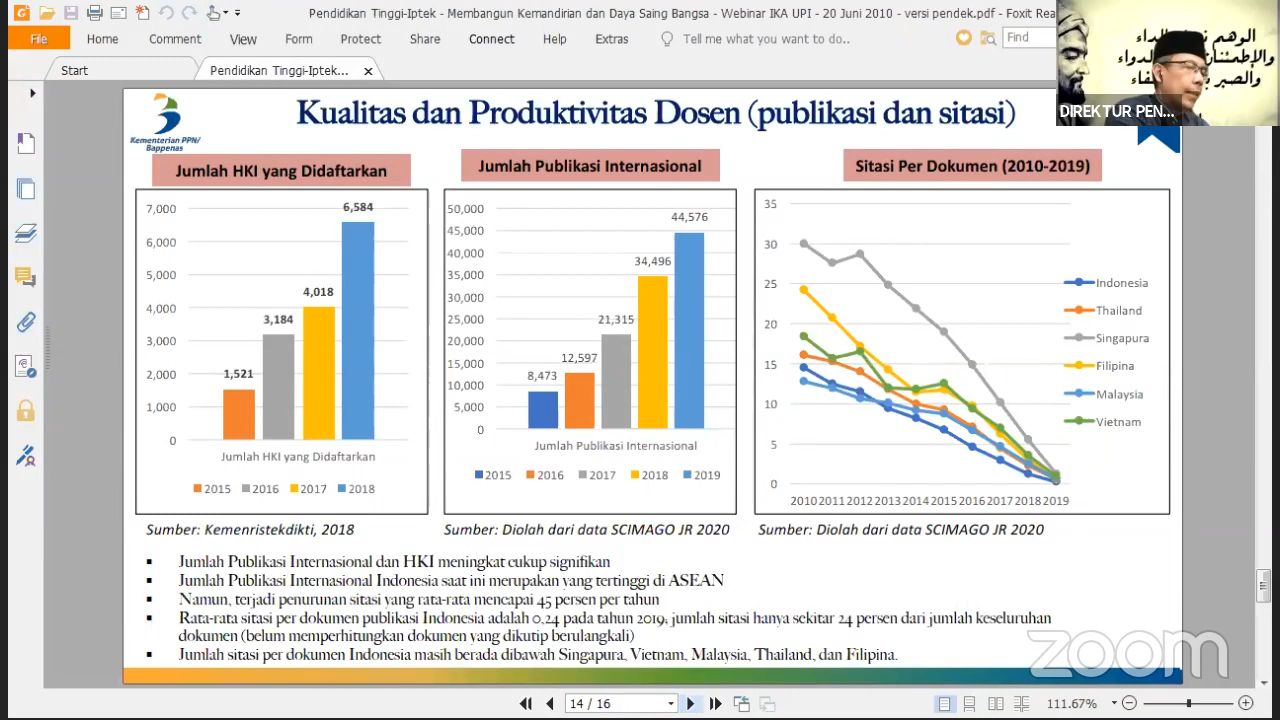 Pendidikan Tinggi-Iptek - Membangun Kemandirian dan Daya Saing Bangsa - Webinar IKA UPI - 20 Juni 2010 - versi pendek.pdf - Foxit Rea
File Home Comment View Form Protect Share Connect Help Extras Tell me what you want to do.. Find
Start Pendidikan Tinggi-Iptek...
DIREKTUR PEN...
Kementerian PPN/
Bappenas
Kualitas dan Produktivitas Dosen (publikasi dan sitasi)
Jumlah HKI yang Didaftarkan
7,000
6,000
5,000
4,000
3,000
2,000
1,000
0
1,521
3,184
4,018
6,584
Jumlah HKI yang Didaftarkan
2015 2016 2017 2018
Sumber: Kemenristekdikti, 2018
Jumlah Publikasi Internasional
50,000
45,000
40,000
35,000
30,000
25,000
20,000
15,000
10,000
5,000
0
8,473
12,597
21,315
34,496
44,576
Jumlah Publikasi Internasional
2015 2016 2017 2018 2019
Sumber: Diolah dari data SCIMAGO JR 2020
Sitasi Per Dokumen (2010-2019)
35
30
25
20
15
10
5
0
2010 2011 2012 2013 2014 2015 2016 2017 2018 2019
Indonesia
Thailand
Singapura
Filipina
Malaysia
Vietnam
Sumber: Diolah dari data SCIMAGO JR 2020
Jumlah Publikasi Internasional dan HKI meningkat cukup signifikan
Jumlah Publikasi Internasional Indonesia saat ini merupakan yang tertinggi di ASEAN
Namun, terjadi penurunan sitasi yang rata-rata mencapai 45 persen per tahun
Rata-rata sitasi per dokumen publikasi Indonesia adalah 0,24 pada tahun 2019; jumlah sitasi hanya sekitar 24 persen dari jumlah keseluruhan
dokumen (belum memperhitungkan dokumen yang dikutip berulangkali)
Jumlah sitasi per dokumen Indonesia masih berada dibawah Singapura, Vietnam, Malaysia, Thailand, dan Filipina.
zoom
14 / 16
111.67%